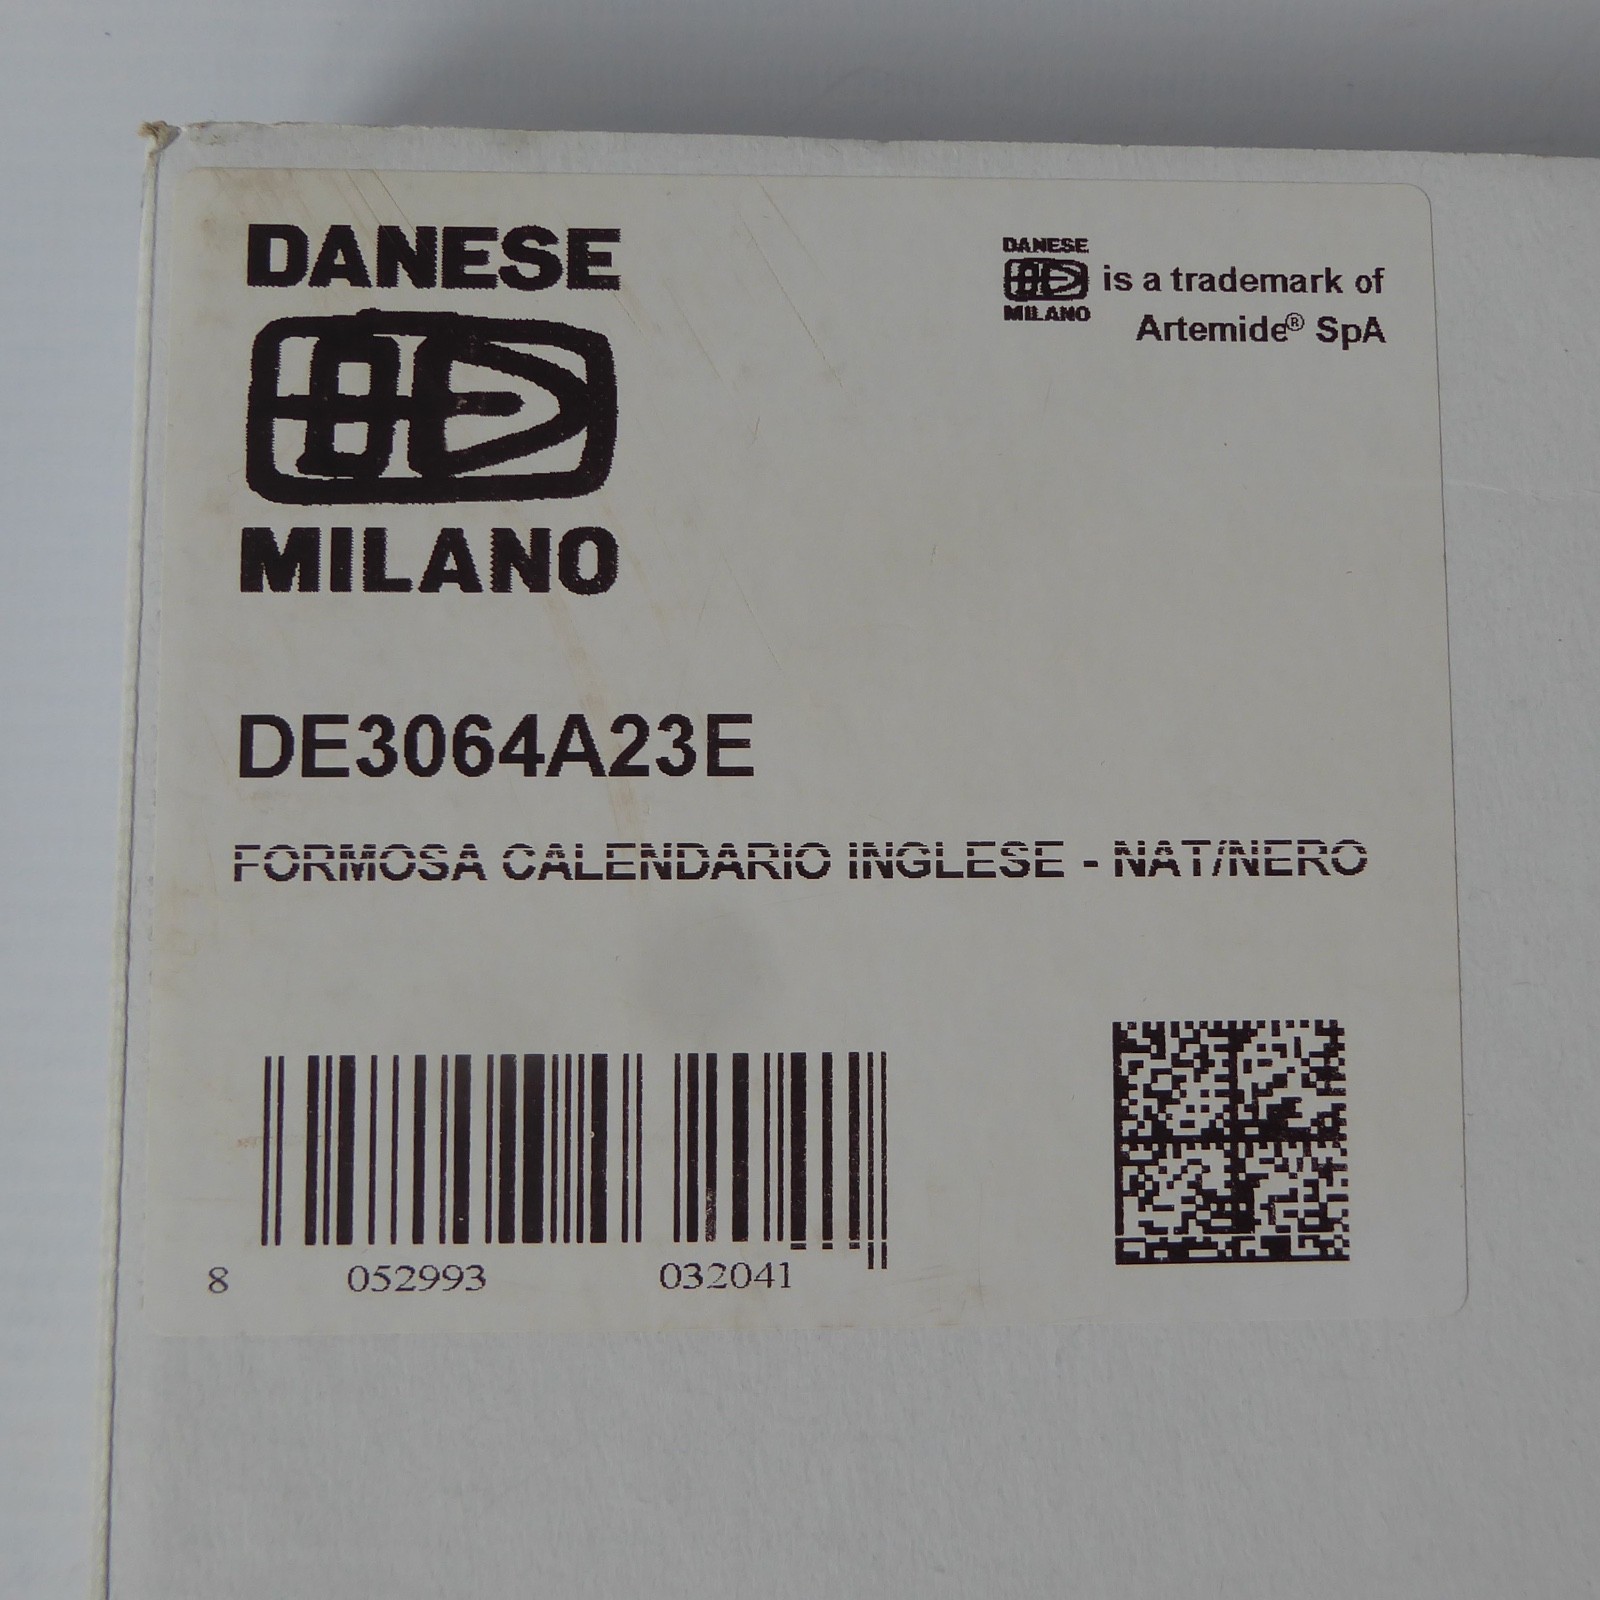 DANESE
MILANO
DANESE
MILANO
is a trademark of
Artemide® SpA
DE3064A23E
FORMOSA CALENDARIO INGLESE - NAT/NERO
8 052993 032041